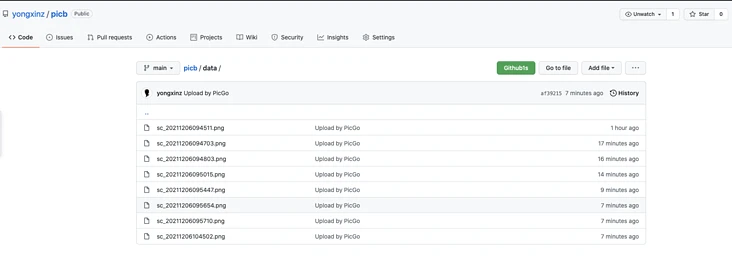 yongxinz / picb Public Unwatch 1 Star 0
Code Issues Pull requests Actions Projects Wiki Security Insights Settings
main picb / data / Github1s Go to file Add file ...
yongxinz Upload by PicGo af39215 7 minutes ago History
..
sc_20211206094511.png Upload by PicGo 1 hour ago
sc_20211206094703.png Upload by PicGo 17 minutes ago
sc_20211206094803.png Upload by PicGo 16 minutes ago
sc_20211206095015.png Upload by PicGo 14 minutes ago
sc_20211206095447.png Upload by PicGo 9 minutes ago
sc_20211206095654.png Upload by PicGo 7 minutes ago
sc_20211206095710.png Upload by PicGo 7 minutes ago
sc_20211206104502.png Upload by PicGo 7 minutes ago